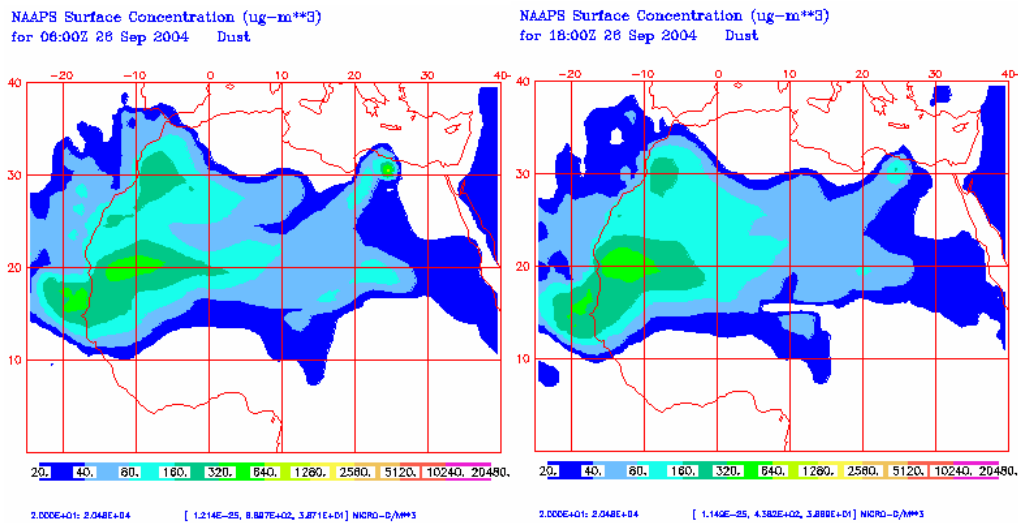 NAAPS Surface Concentration (ug-m**3)
for 06:00Z 26 Sep 2004 Dust
-20 -10 0 10 20 30 40
40
30
20
10
20. 40. 80. 160. 320. 640. 1280. 2560. 5120. 10240. 20480.
2.000E+01: 2.048E+04 [ 1.214E-25, 8.897E+02, 3.871E+01] MICRO-G/M**3
NAAPS Surface Concentration (ug-m**3)
for 18:00Z 26 Sep 2004 Dust
-20 -10 0 10 20 30 40-
40
30
20
10
20. 40. 80. 160. 320. 640. 1280. 2560. 5120. 10240. 20480.
2.000E+01: 2.048E+04 [ 1.149E-25, 4.382E+02, 3.889E+01] MICRO-G/M**3